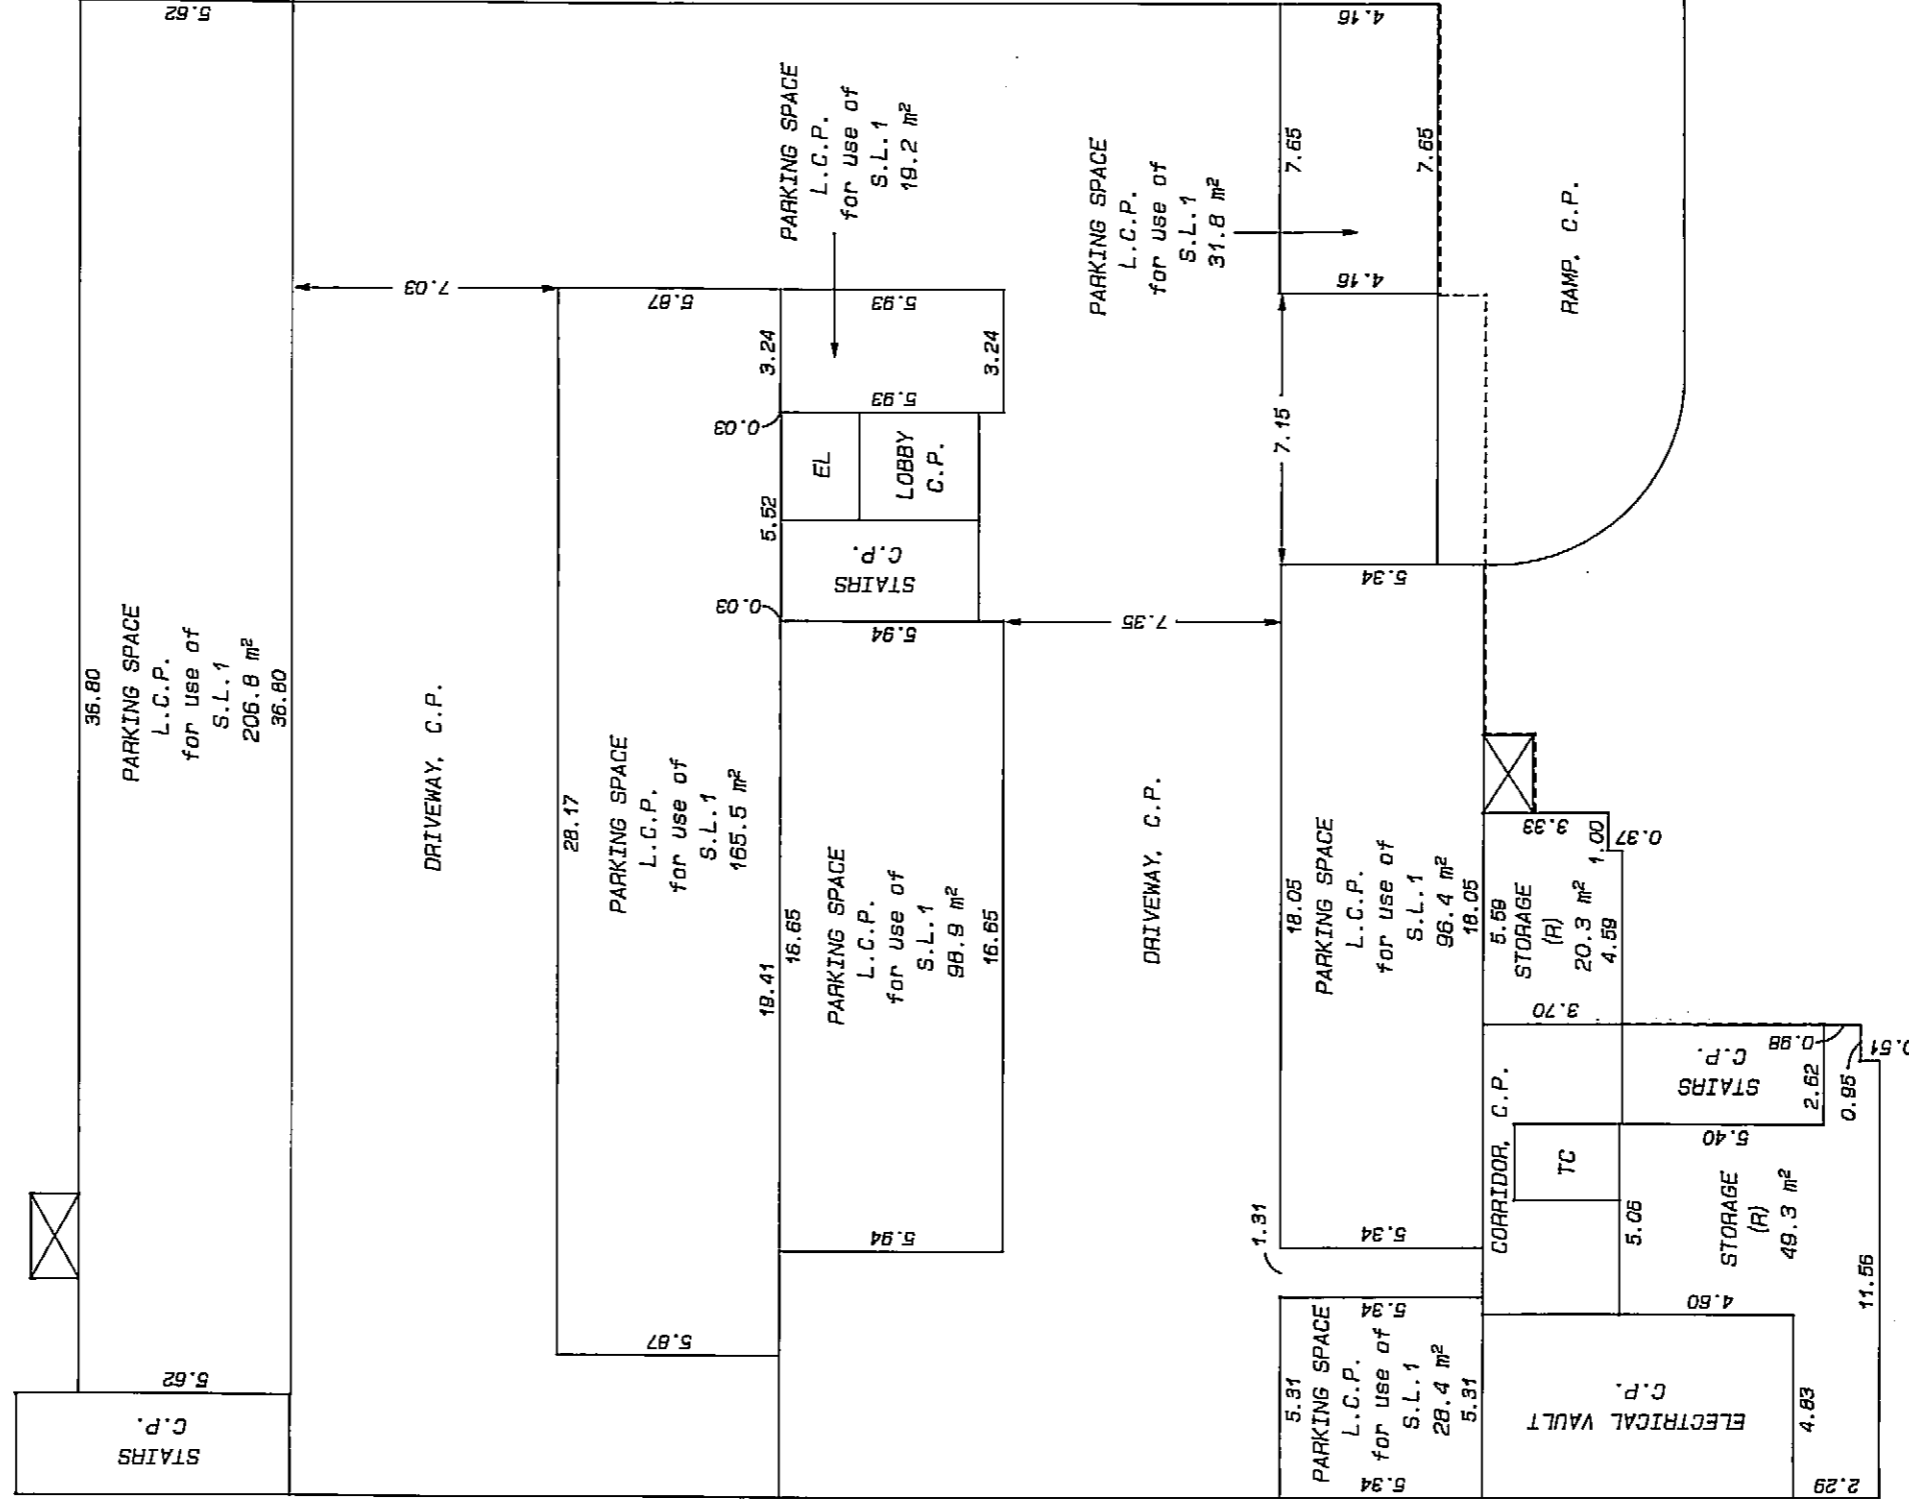 5.62
36.80
PARKING SPACE
L.C.P.
for use of
S.L.1
206.8 m²
36.80
5.62
STAIRS
C.P.
7.03
DRIVEWAY, C.P.
5.87
28.17
PARKING SPACE
L.C.P.
for use of
S.L.1
165.5 m²
19.41
5.87
PARKING SPACE
L.C.P.
for use of
S.L.1
19.2 m²
3.24
5.93
5.93
3.24
0.03
5.52
0.03
EL
LOBBY
C.P.
STAIRS
C.P.
5.94
16.65
PARKING SPACE
L.C.P.
for use of
S.L.1
98.9 m²
16.65
5.94
7.35
DRIVEWAY, C.P.
PARKING SPACE
L.C.P.
for use of
S.L.1
31.8 m²
4.16
7.65
7.65
4.16
7.15
RAMP. C.P.
5.34
18.05
PARKING SPACE
L.C.P.
for use of
S.L.1
96.4 m²
18.05
5.34
1.31
5.31
PARKING SPACE
L.C.P.
for use of
S.L.1
28.4 m²
5.31
5.34
5.34
3.33
1.00
0.37
5.59
STORAGE
(R)
20.3 m²
4.59
3.70
CORRIDOR, C.P.
TC
STAIRS
C.P.
0.98
2.62
0.95
0.51
5.40
5.06
STORAGE
(R)
49.3 m²
11.56
4.60
ELECTRICAL VAULT
C.P.
4.83
2.29